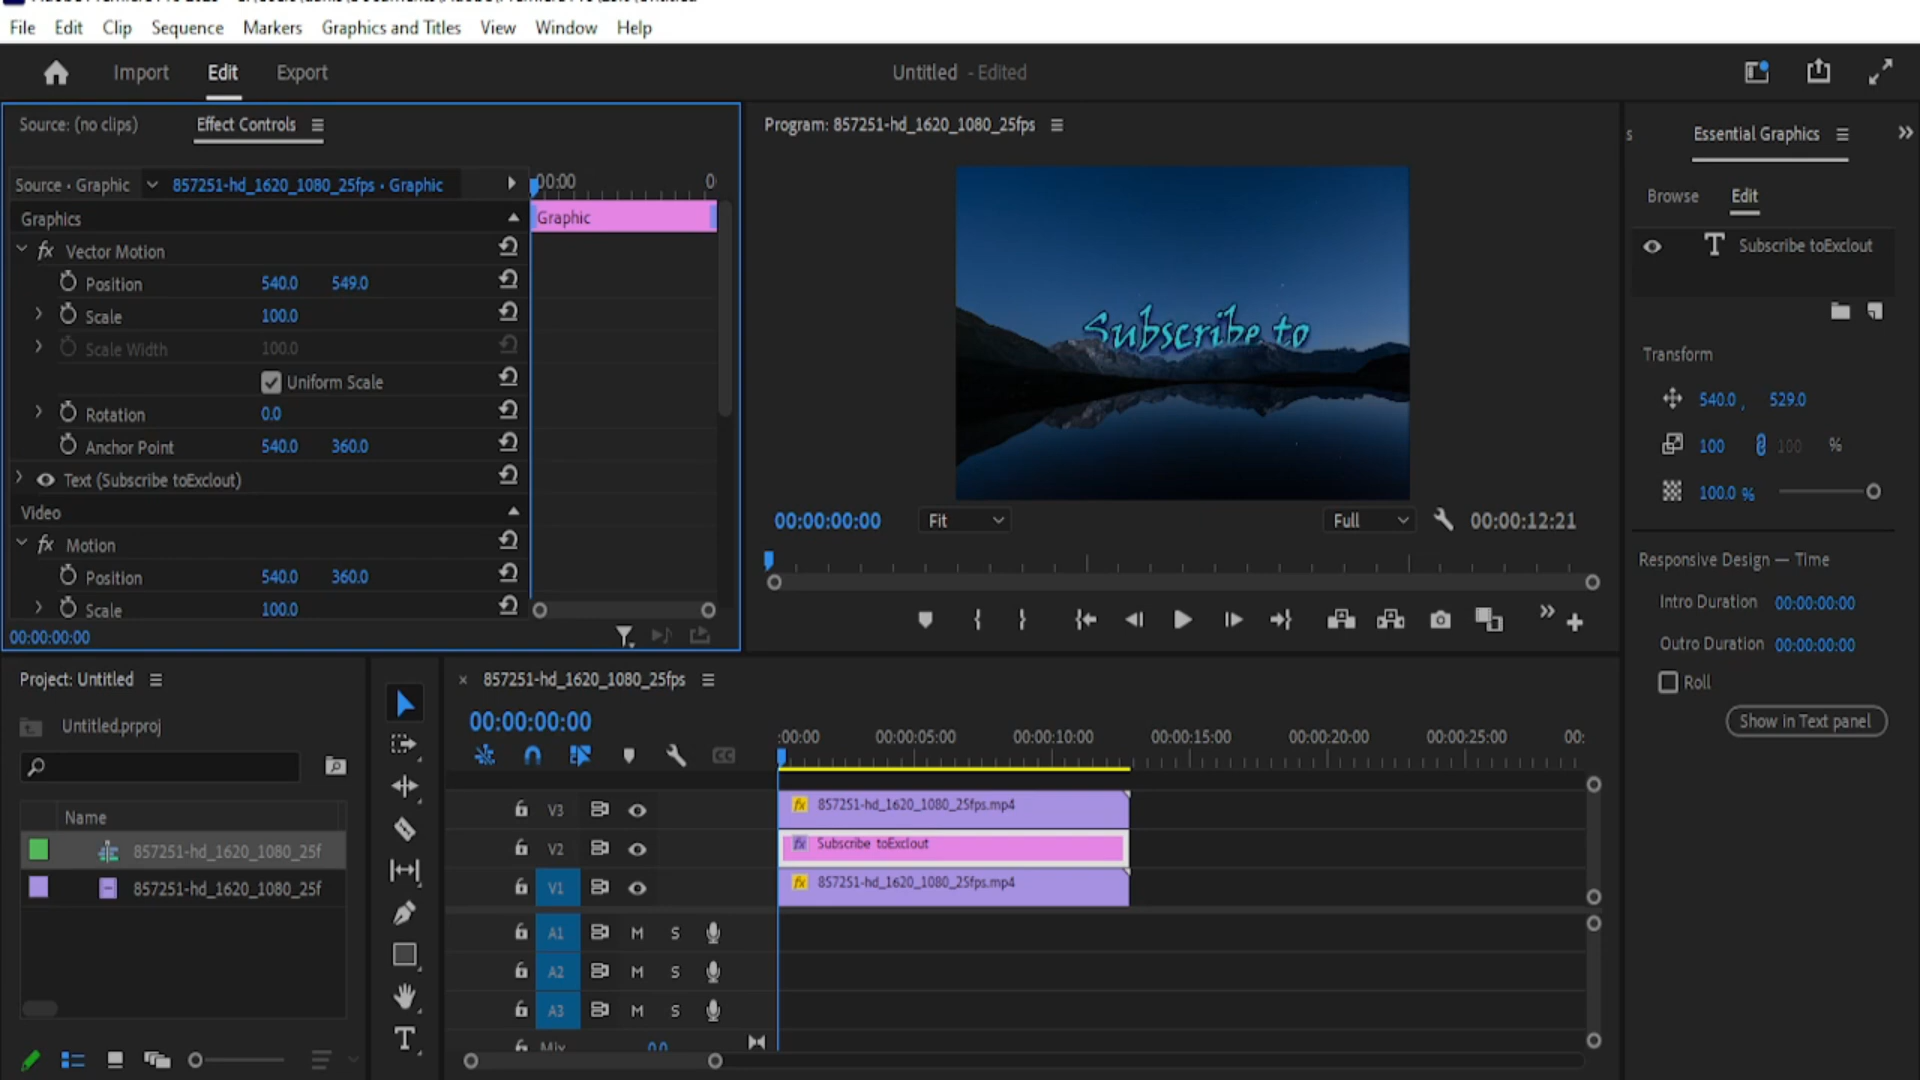 File Edit Clip Sequence Markers Graphics and Titles View Window Help
Import Edit Export
Untitled - Edited
Source: (no clips) Effect Controls
Source • Graphic 857251-hd_1620_1080_25fps • Graphic
00:00 0
Graphics
Graphic
fx Vector Motion
Position 540.0 549.0
Scale 100.0
Scale Width 100.0
Uniform Scale
Rotation 0.0
Anchor Point 540.0 360.0
Text (Subscribe toExclout)
Video
fx Motion
Position 540.0 360.0
Scale 100.0
00:00:00:00
Program: 857251-hd_1620_1080_25fps
Subscribe to
00:00:00:00 Fit Full 00:00:12:21
s Essential Graphics
Browse Edit
T Subscribe toExclout
Transform
540.0 , 529.0
100 100 %
100.0 %
Responsive Design — Time
Intro Duration 00:00:00:00
Outro Duration 00:00:00:00
Roll
Show in Text panel
Project: Untitled
Untitled.prproj
Name
857251-hd_1620_1080_25f
857251-hd_1620_1080_25f
T
× 857251-hd_1620_1080_25fps
00:00:00:00
CC
:00:00 00:00:05:00 00:00:10:00 00:00:15:00 00:00:20:00 00:00:25:00 00:
V3 fx 857251-hd_1620_1080_25fps.mp4
V2 fx Subscribe toExclout
V1 fx 857251-hd_1620_1080_25fps.mp4
A1 M S
A2 M S
A3 M S
Mix 0.0